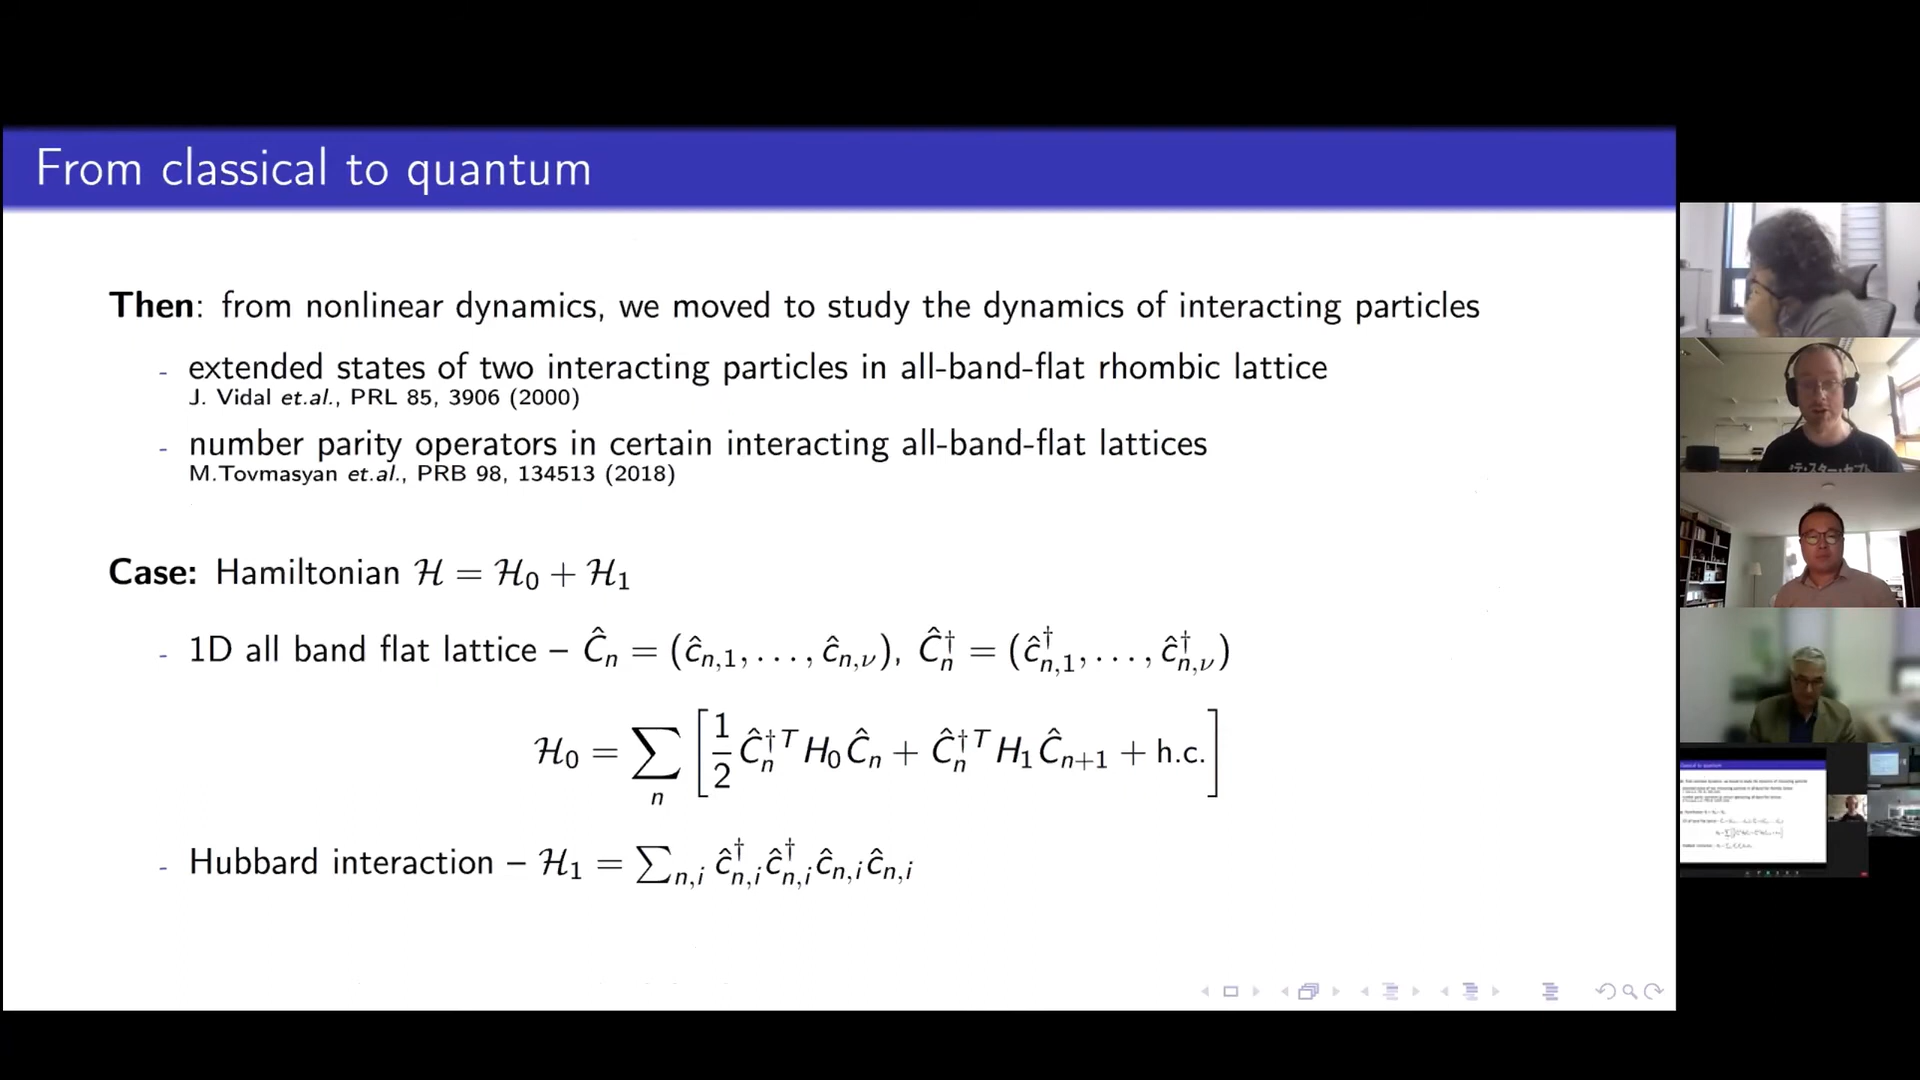 From classical to quantum
Then: from nonlinear dynamics, we moved to study the dynamics of interacting particles
- extended states of two interacting particles in all-band-flat rhombic lattice
J. Vidal et.al., PRL 85, 3906 (2000)
- number parity operators in certain interacting all-band-flat lattices
M.Tovmasyan et.al., PRB 98, 134513 (2018)
Case: Hamiltonian ℋ = ℋ₀ + ℋ₁
- 1D all band flat lattice – Ĉₙ = (ĉₙ,₁, . . . , ĉₙ,ᵥ), Ĉₙ† = (ĉ†ₙ,₁, . . . , ĉ†ₙ,ᵥ)
ℋ₀ = ∑ₙ [ 1/2 Ĉₙ†ᵀ H₀ Ĉₙ + Ĉₙ†ᵀ H₁ Ĉₙ₊₁ + h.c. ]
- Hubbard interaction – ℋ₁ = ∑ₙ,ᵢ ĉ†ₙ,ᵢ ĉ†ₙ,ᵢ ĉₙ,ᵢ ĉₙ,ᵢ